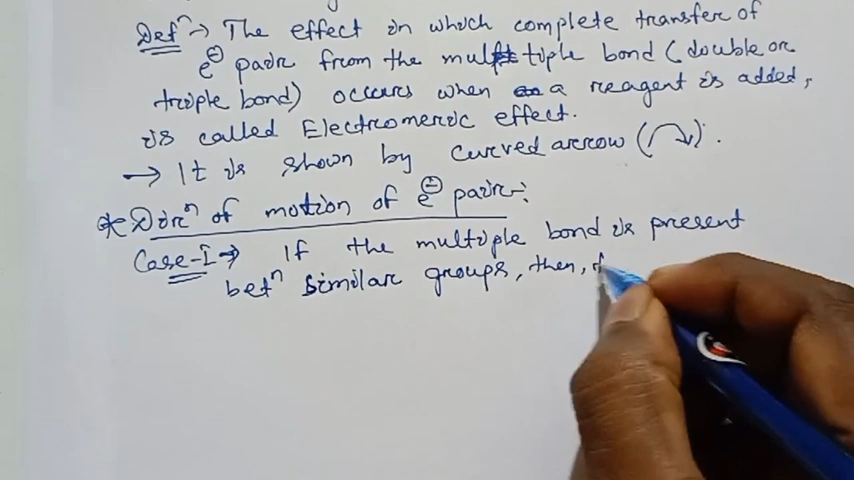 Defⁿ → The effect in which complete transfer of
e⊖ pair from the multiple bond (double or
triple bond) occurs when a reagent is added,
is called Electromeric effect.
→ It is shown by curved arrow (↷).
* Dirⁿ of motion of e⊖ pair:
Case-I → If the multiple bond is present
betⁿ similar groups, then,